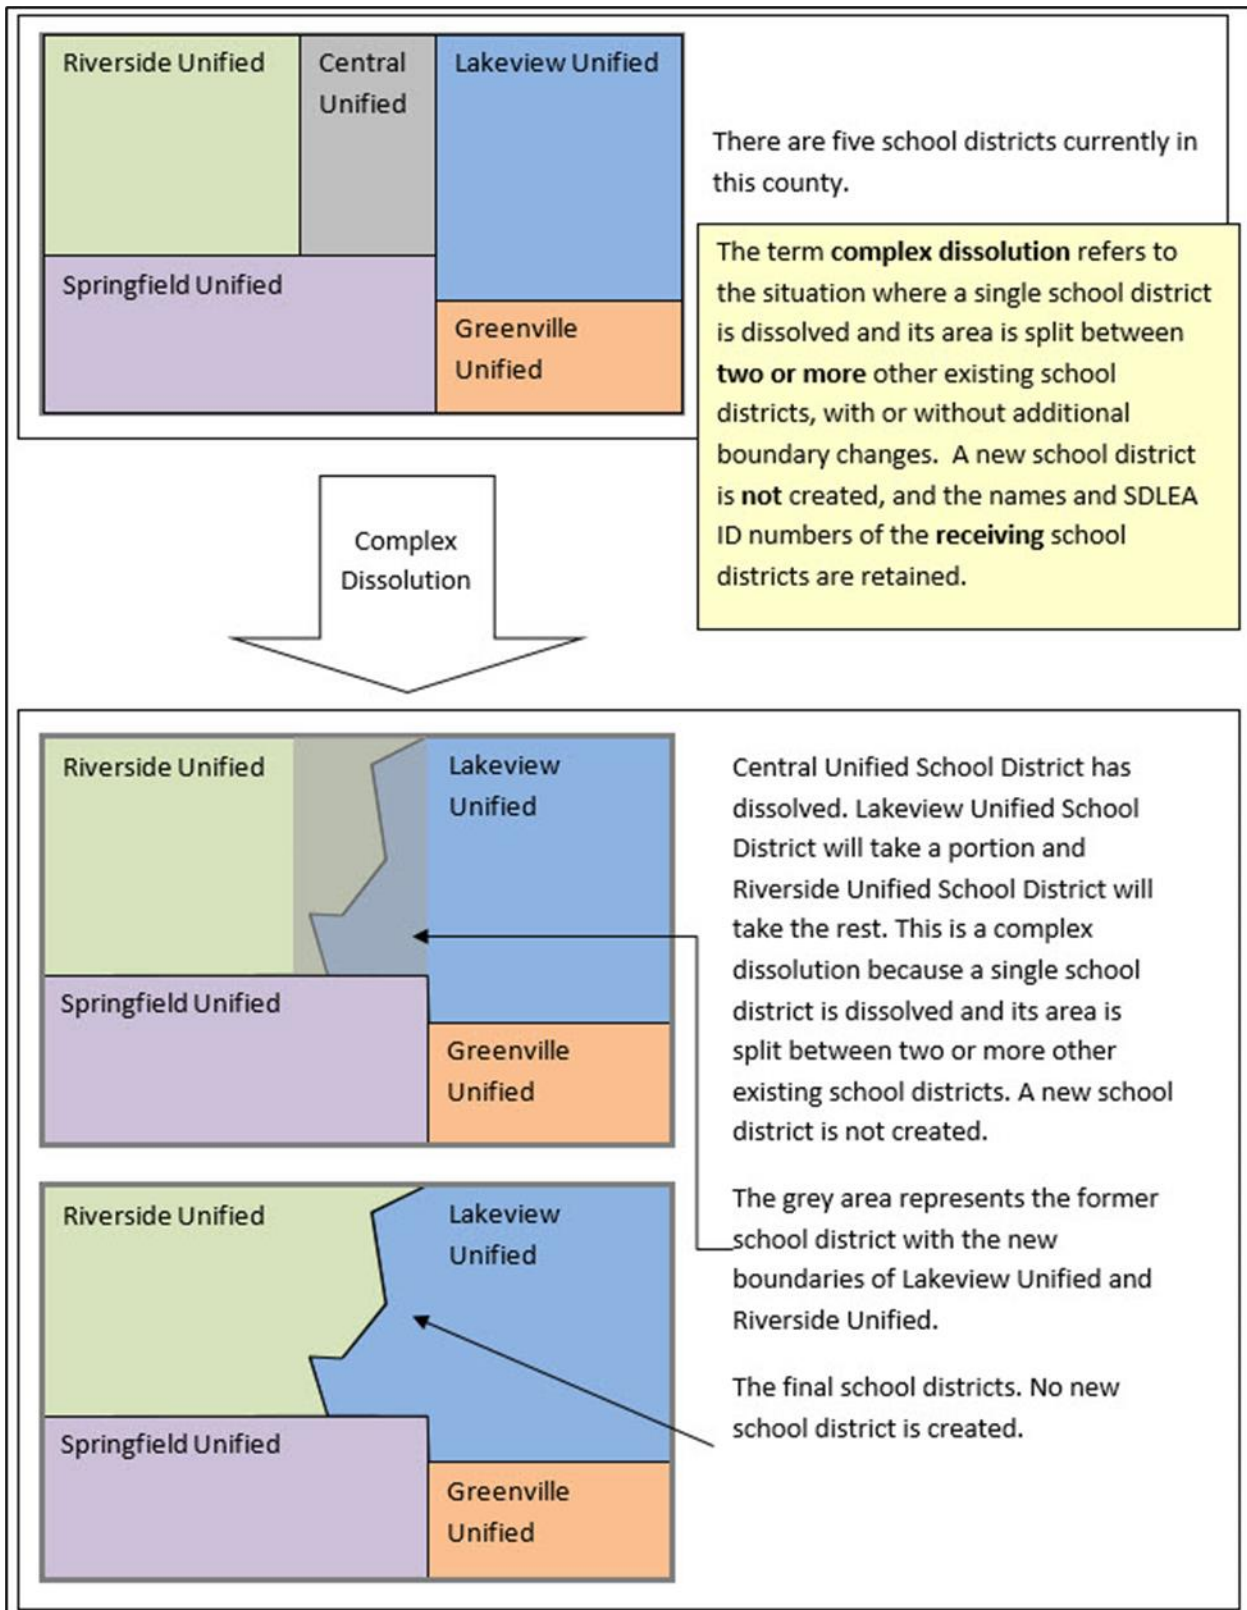 Riverside Unified
Central
Unified
Lakeview Unified
Springfield Unified
Greenville
Unified
There are five school districts currently in
this county.
The term complex dissolution refers to
the situation where a single school district
is dissolved and its area is split between
two or more other existing school
districts, with or without additional
boundary changes. A new school district
is not created, and the names and SDLEA
ID numbers of the receiving school
districts are retained.
Complex
Dissolution
Riverside Unified
Lakeview
Unified
Springfield Unified
Greenville
Unified
Central Unified School District has
dissolved. Lakeview Unified School
District will take a portion and
Riverside Unified School District will
take the rest. This is a complex
dissolution because a single school
district is dissolved and its area is
split between two or more other
existing school districts. A new school
district is not created.
The grey area represents the former
school district with the new
boundaries of Lakeview Unified and
Riverside Unified.
Riverside Unified
Lakeview
Unified
Springfield Unified
Greenville
Unified
The final school districts. No new
school district is created.